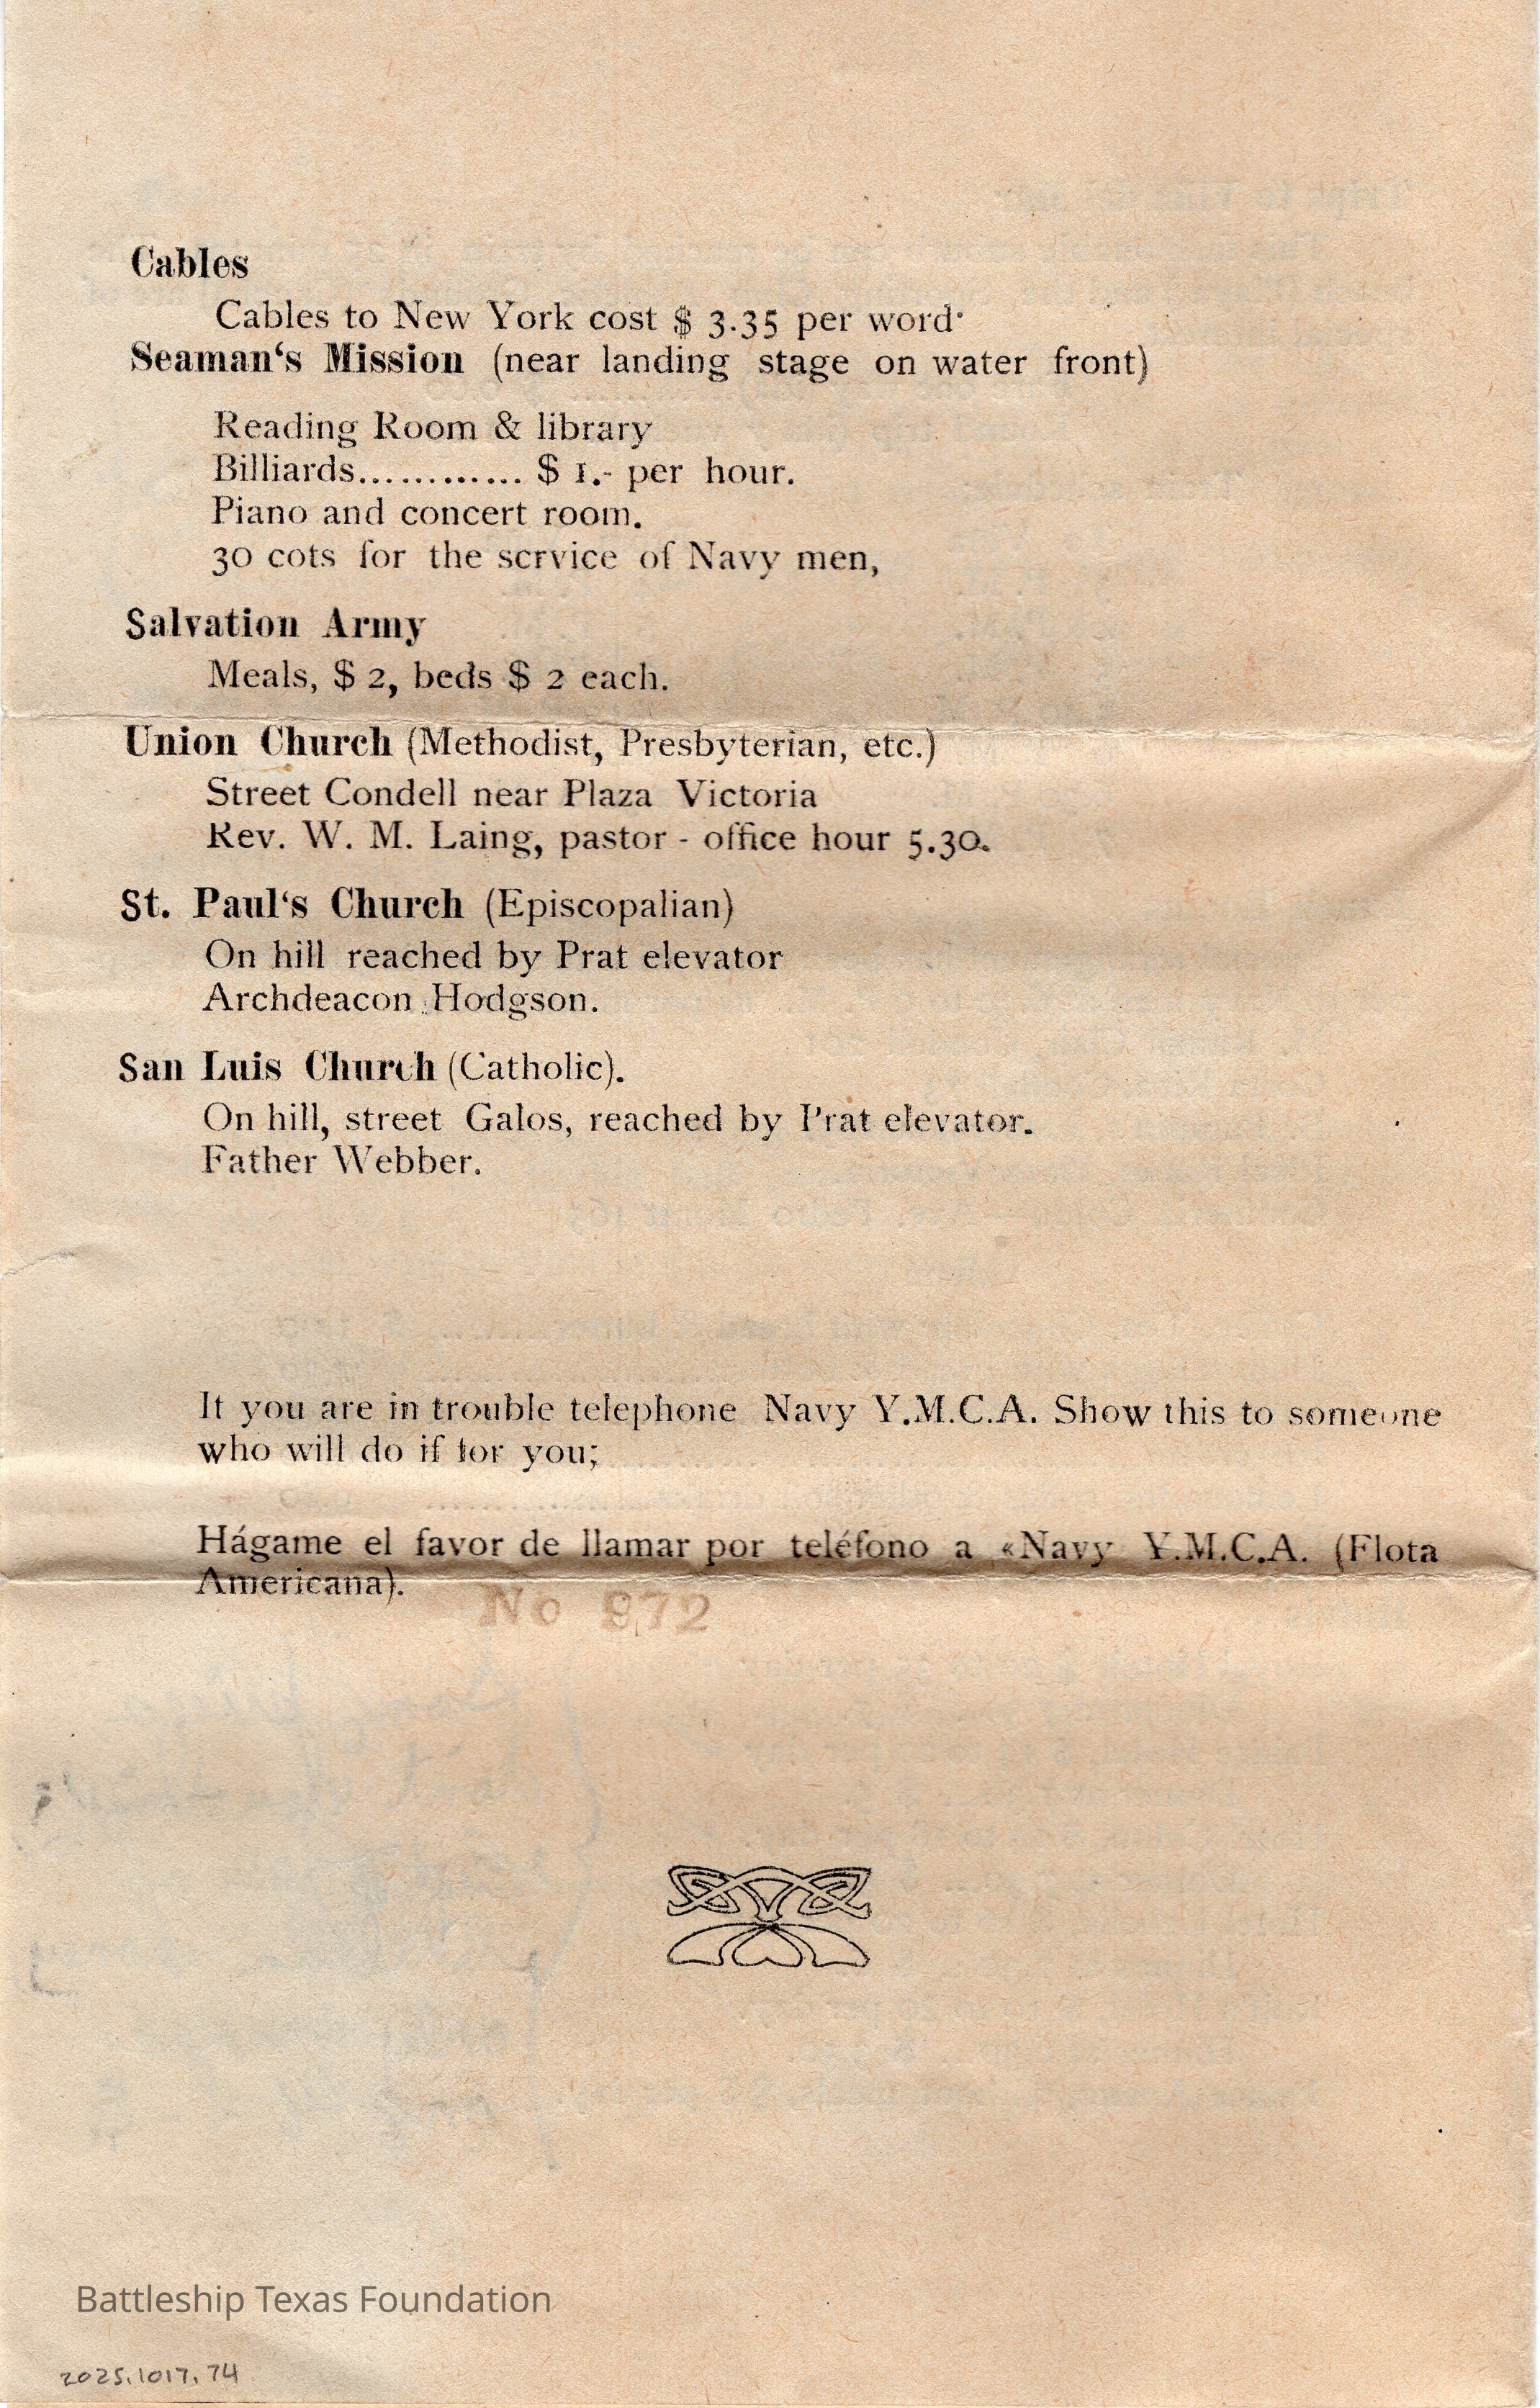 Cables
Cables to New York cost $ 3.35 per word·
Seaman‘s Mission (near landing stage on water front)
Reading Room & library
Billiards............ $ 1.- per hour.
Piano and concert room.
30 cots for the service of Navy men,
Salvation Army
Meals, $ 2, beds $ 2 each.
Union Church (Methodist, Presbyterian, etc.)
Street Condell near Plaza Victoria
Rev. W. M. Laing, pastor - office hour 5.30.
St. Paul‘s Church (Episcopalian)
On hill reached by Prat elevator
Archdeacon Hodgson.
San Luis Church (Catholic).
On hill, street Galos, reached by Prat elevator.
Father Webber.
It you are in trouble telephone Navy Y.M.C.A. Show this to someone
who will do if for you;
Hágame el favor de llamar por teléfono a «Navy Y.M.C.A. (Flota
Americana).
No 972
Battleship Texas Foundation
2025.1017.74